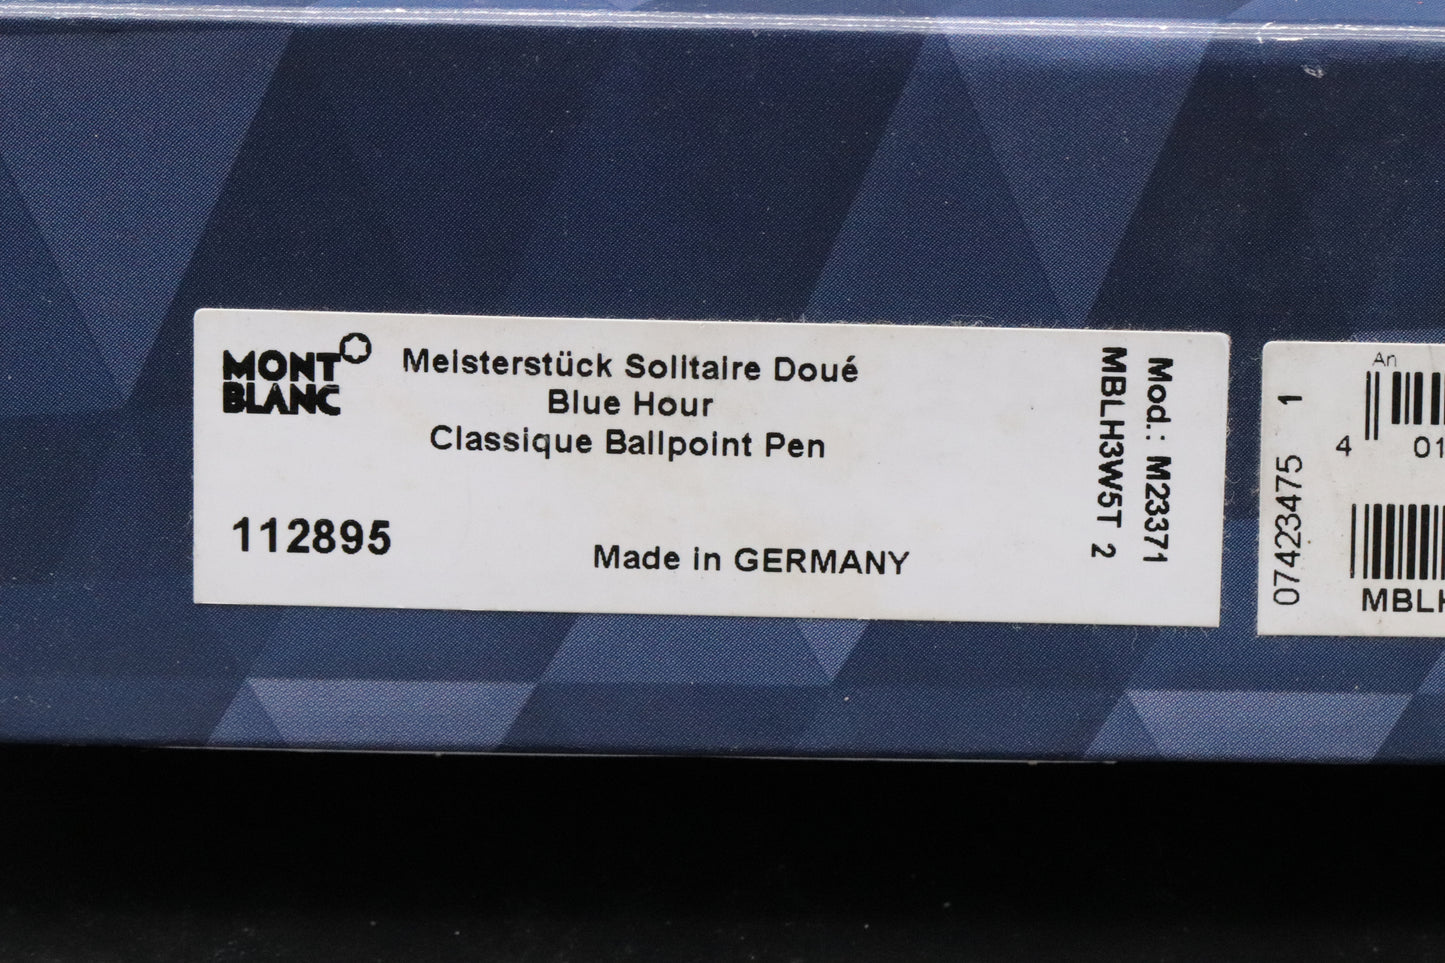 MONT
BLANC
Meisterstück Solitaire Doué
Blue Hour
Classique Ballpoint Pen
112895
Made in GERMANY
Mod.: M23371
MBLH3W5T 2
07423475 1
An
4 01
MBLH